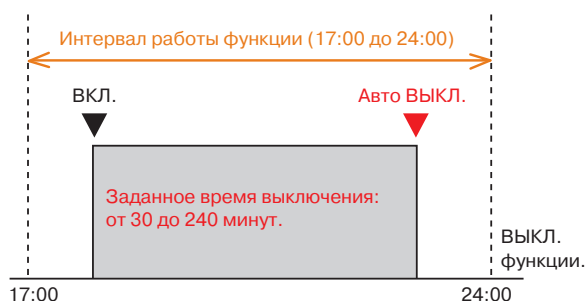 Интервал работы функции (17:00 до 24:00)
ВКЛ.
Авто ВЫКЛ.
Заданное время выключения:
от 30 до 240 минут.
ВЫКЛ.
функции.
17:00
24:00